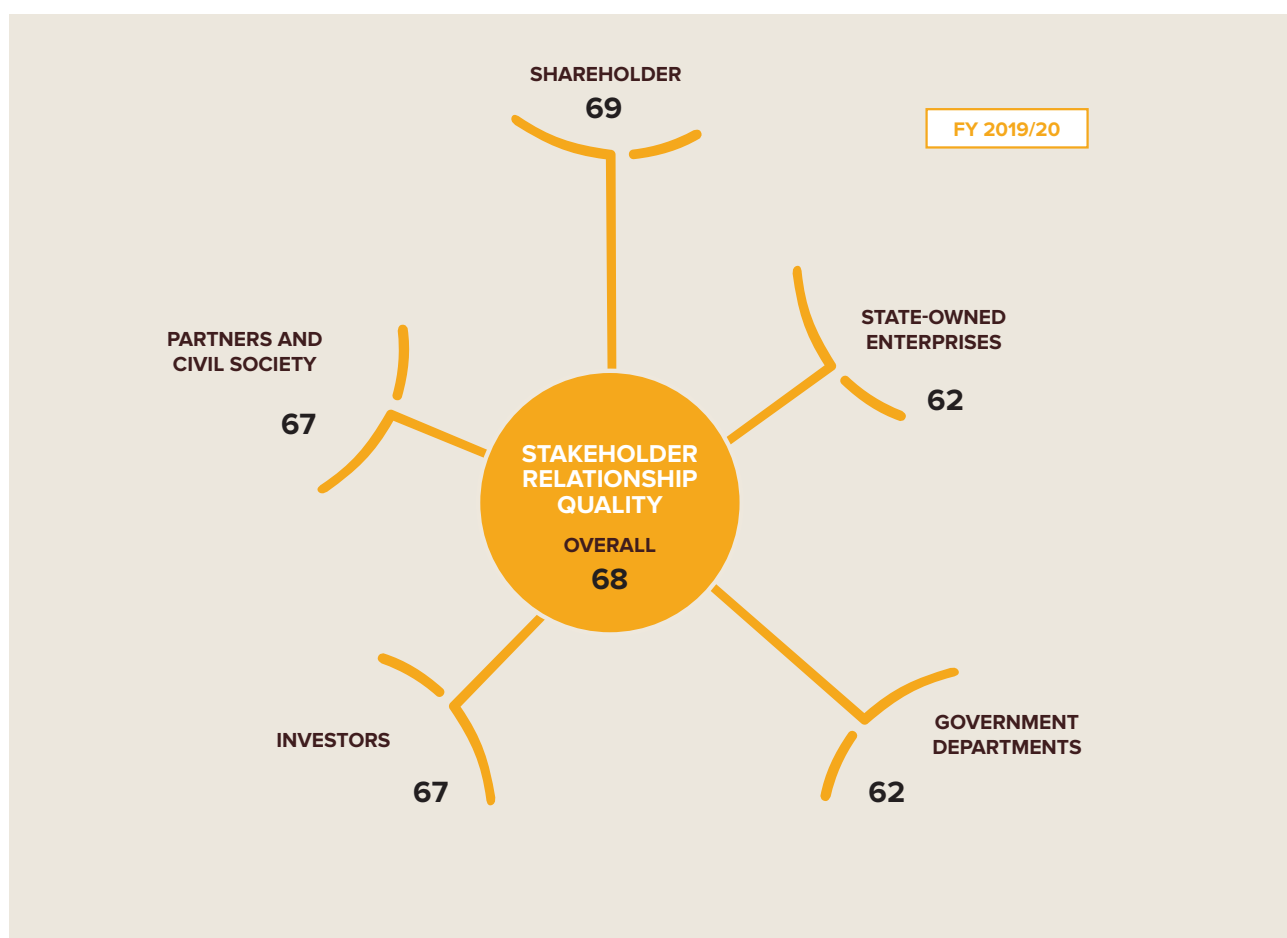 SHAREHOLDER
69
FY 2019/20
STATE-OWNED
ENTERPRISES
62
PARTNERS AND
CIVIL SOCIETY
67
STAKEHOLDER
RELATIONSHIP
QUALITY
OVERALL
68
INVESTORS
67
GOVERNMENT
DEPARTMENTS
62